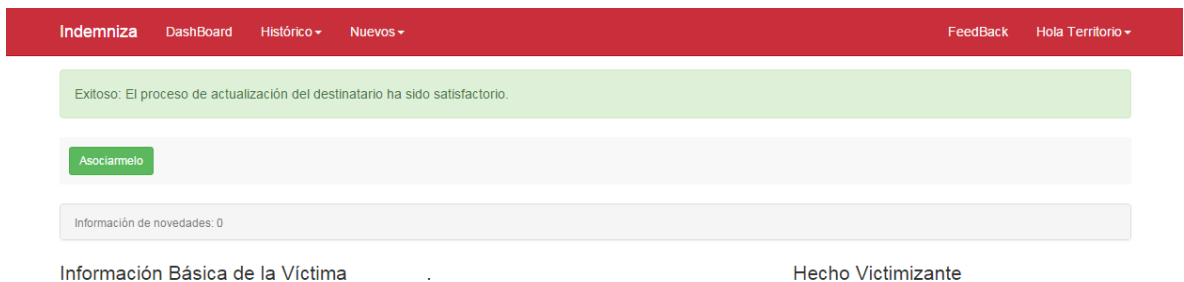 Indemniza DashBoard Histórico Nuevos FeedBack Hola Territorio
Exitoso: El proceso de actualización del destinatario ha sido satisfactorio.
Asociarmelo
Información de novedades: 0
Información Básica de la Víctima . Hecho Victimizante